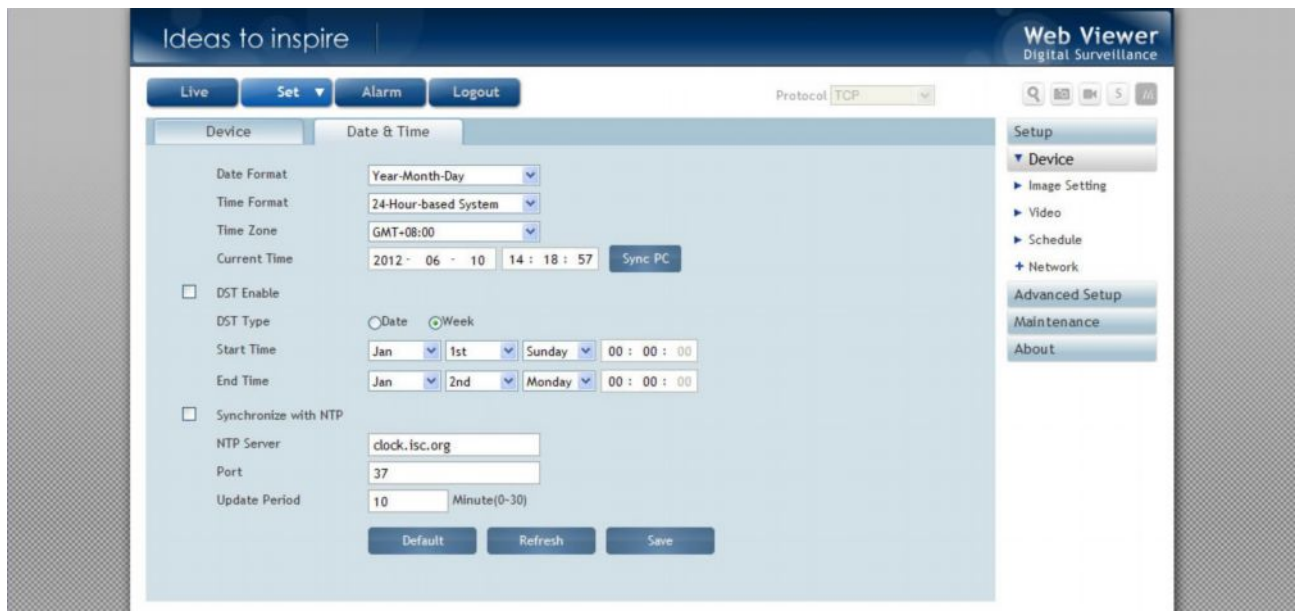 Ideas to inspire
Web Viewer
Digital Surveillance
Live Set ▼ Alarm Logout Protocol TCP S
Device Date & Time
Date Format Year-Month-Day
Time Format 24-Hour-based System
Time Zone GMT+08:00
Current Time 2012 - 06 - 10 14 : 18 : 57 Sync PC
DST Enable
DST Type Date Week
Start Time Jan 1st Sunday 00 : 00 : 00
End Time Jan 2nd Monday 00 : 00 : 00
Synchronize with NTP
NTP Server clock.isc.org
Port 37
Update Period 10 Minute(0~30)
Default Refresh Save
Setup
Device
Image Setting
Video
Schedule
+ Network
Advanced Setup
Maintenance
About